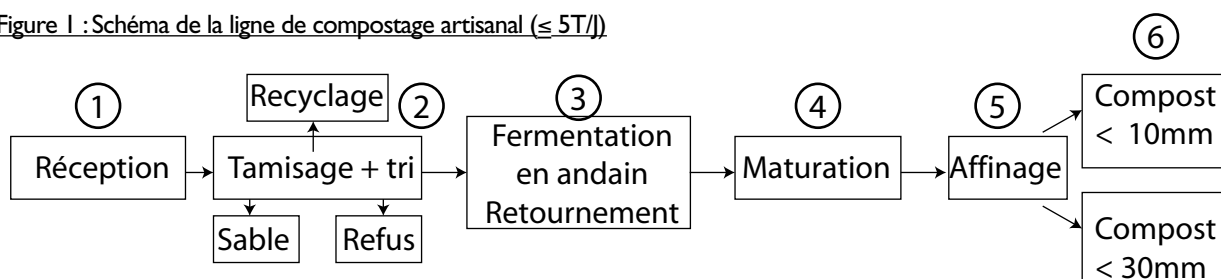 Figure 1 : Schéma de la ligne de compostage artisanal (≤ 5T/J)
1
Réception
Recyclage
2
Tamisage + tri
Sable
Refus
3
Fermentation
en andain
Retournement
4
Maturation
5
Affinage
6
Compost
< 10mm
Compost
< 30mm